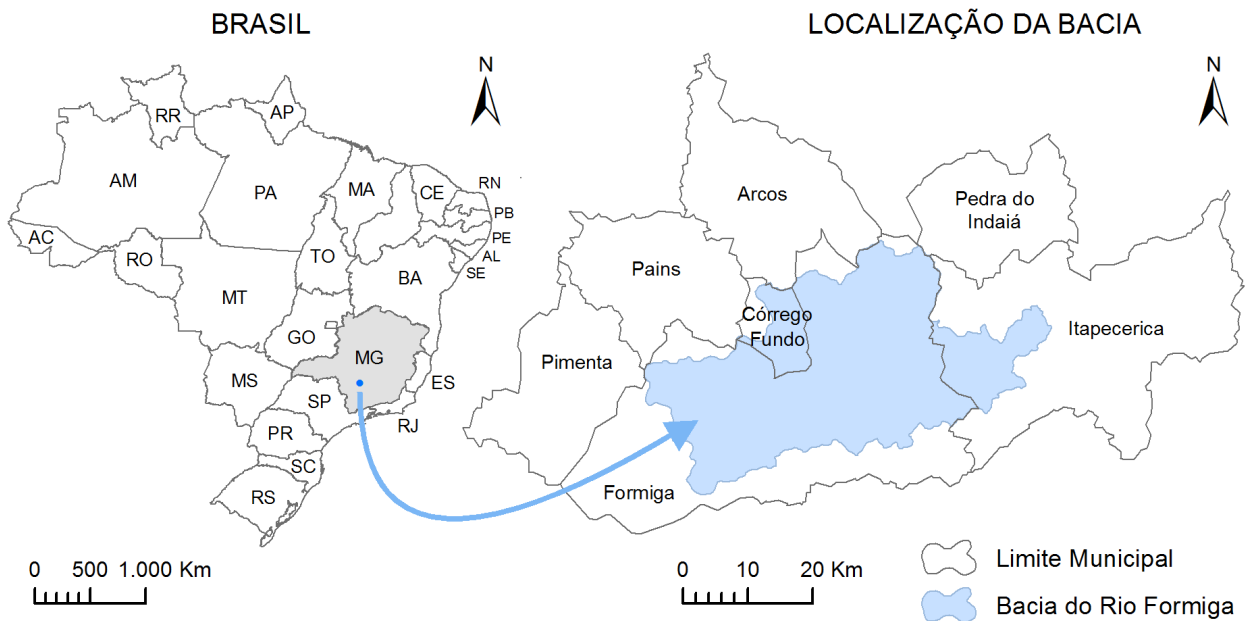 BRASIL
N
RR
AP
AM
PA
MA
CE
RN
PB
PE
AL
SE
AC
RO
TO
BA
MT
GO
MG
MS
ES
SP
RJ
PR
SC
RS
0 500 1.000 Km
LOCALIZAÇÃO DA BACIA
N
Arcos
Pedra do
Indaiá
Pains
Córrego
Fundo
Itapecerica
Pimenta
Formiga
0 10 20 Km
Limite Municipal
Bacia do Rio Formiga